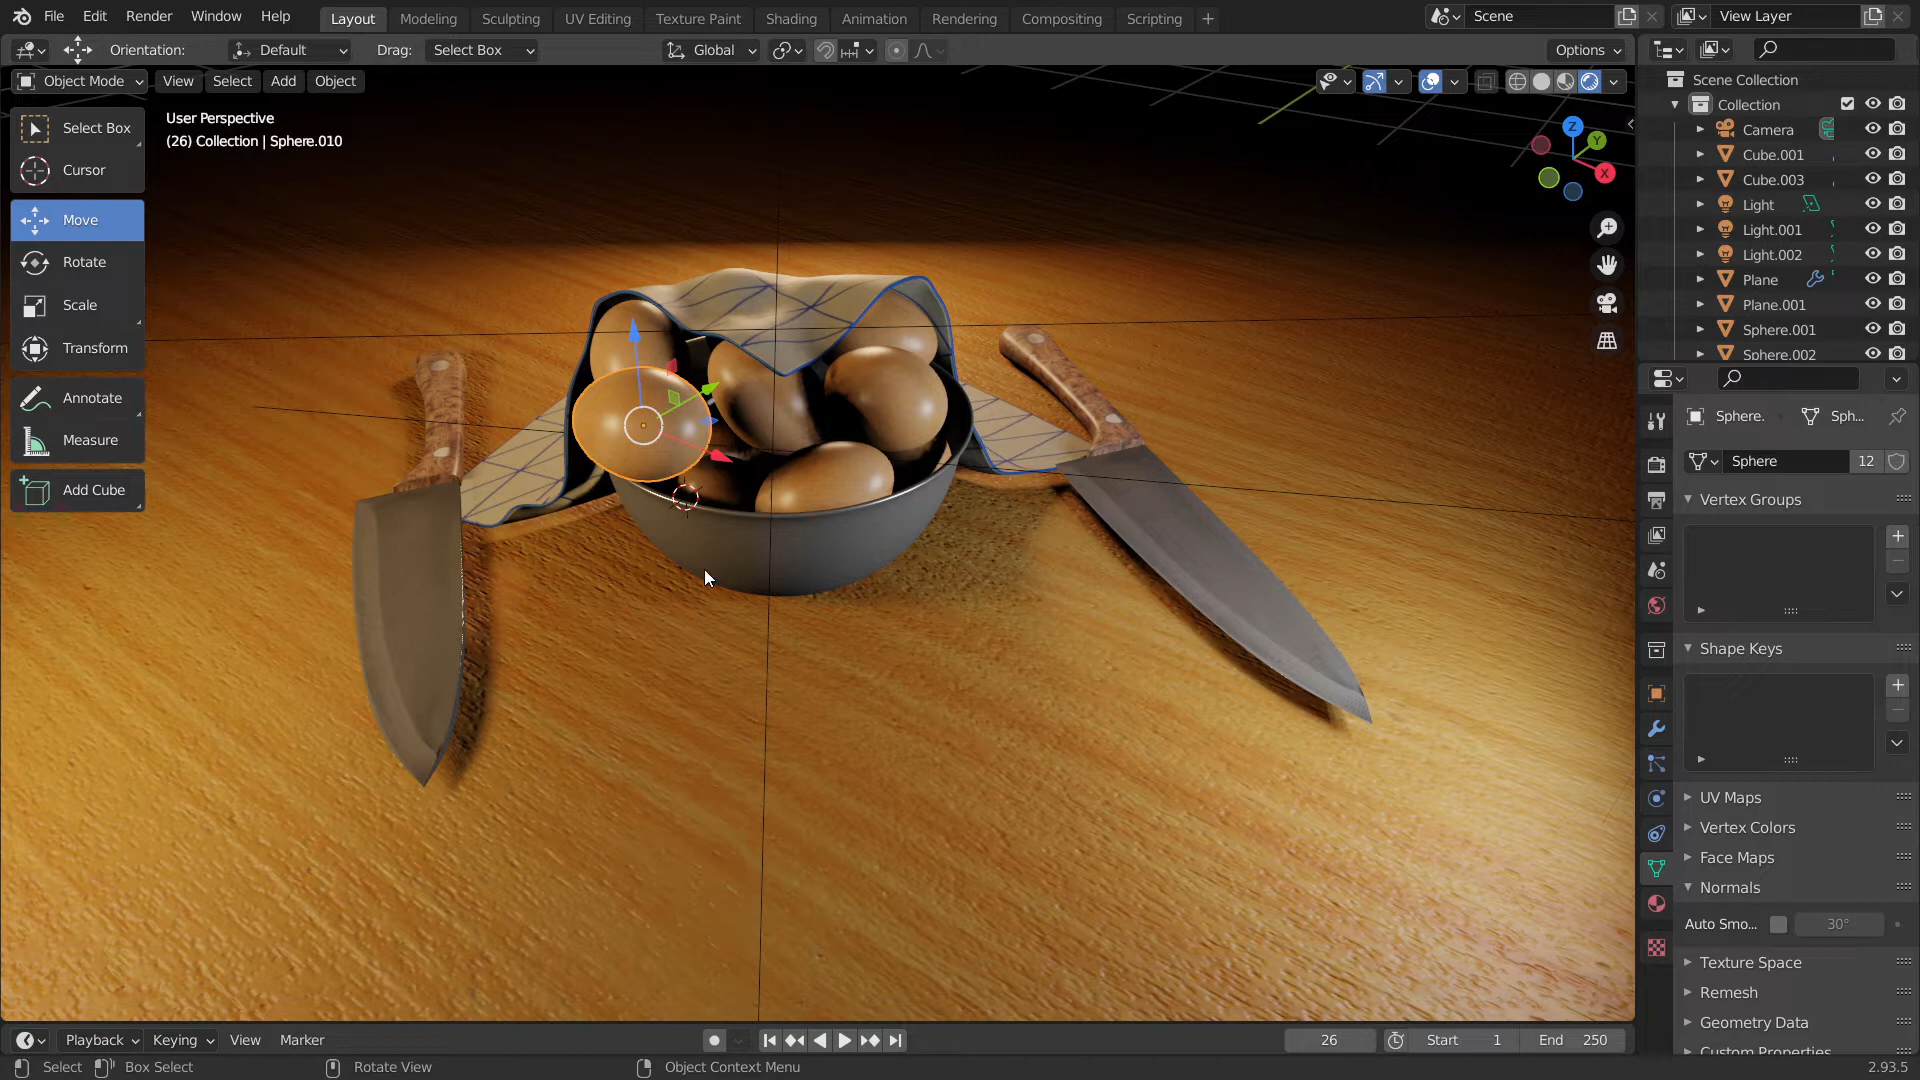 File Edit Render Window Help Layout Modeling Sculpting UV Editing Texture Paint Shading Animation Rendering Compositing Scripting + Scene View Layer
Orientation: Default Drag: Select Box Global Options
Object Mode View Select Add Object
User Perspective
(26) Collection | Sphere.010
Select Box
Cursor
Move
Rotate
Scale
Transform
Annotate
Measure
Add Cube
Z
Y
X
Scene Collection
Collection
Camera
Cube.001
Cube.003
Light
Light.001
Light.002
Plane
Plane.001
Sphere.001
Sphere.002
Sphere. Sph...
Sphere 12
Vertex Groups
Shape Keys
UV Maps
Vertex Colors
Face Maps
Normals
Auto Smo... 30°
Texture Space
Remesh
Geometry Data
Custom Properties
Playback Keying View Marker 26 Start 1 End 250
Select Box Select Rotate View Object Context Menu 2.93.5